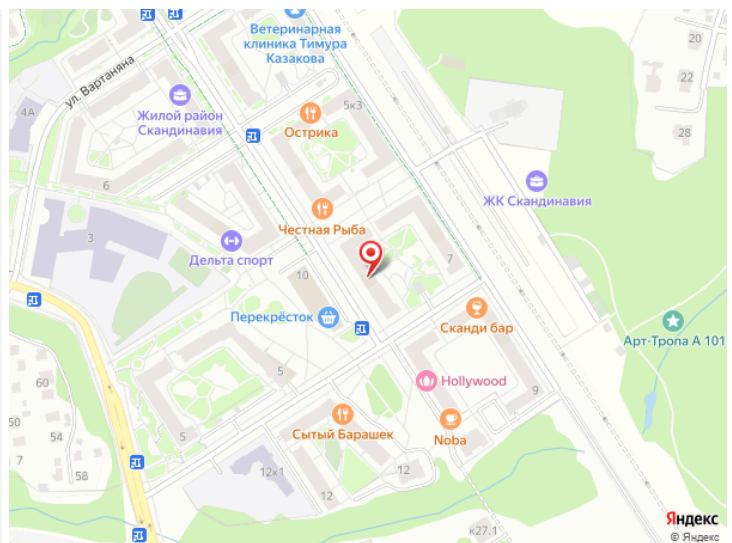 Ветеринарная
клиника Тимура
Казакова
20
ул. Вартаняна
22
4А
Жилой район
Скандинавия
5к3
Острика
28
6
ЖК Скандинавия
Честная Рыба
3
Дельта спорт
7
10
Перекрёсток
Сканди бар
Арт-Тропа А 101
5
Hollywood
60
9
50
54
5
Сытый Барашек
Noba
7
58
12к1
12
12
к27.1
Яндекс
© Яндекс